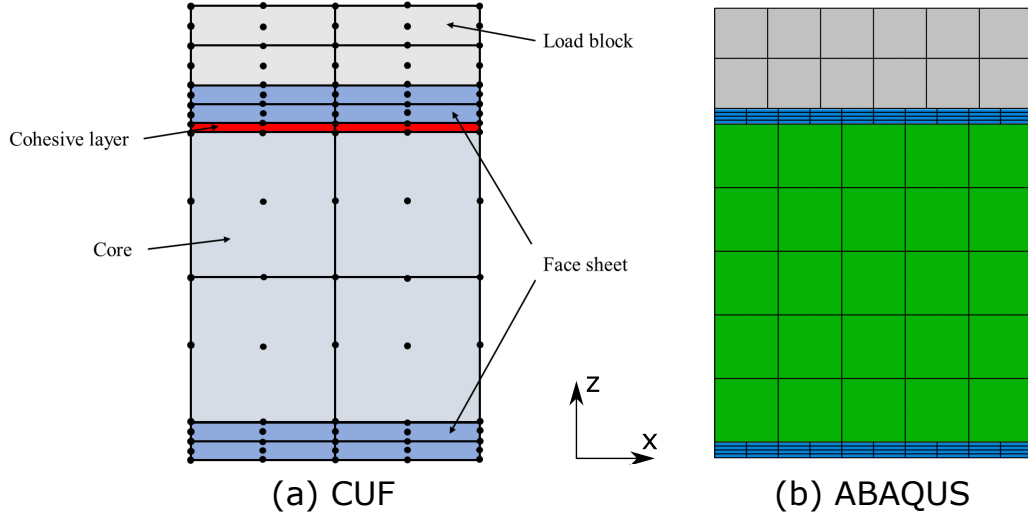 Load block
Cohesive layer
Core
Face sheet
z
x
(a) CUF
(b) ABAQUS